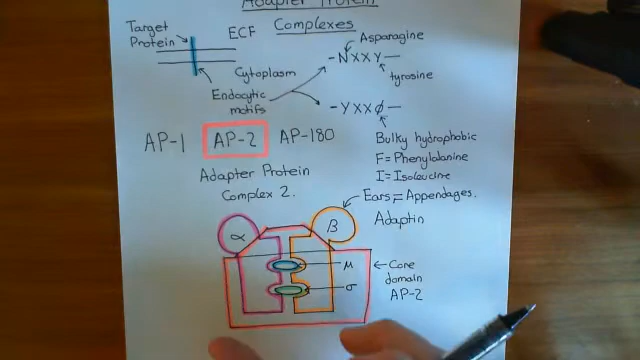 Adapter Protein
Complexes
Target
Protein
ECF
Cytoplasm
Endocytic
motifs
Asparagine
-NXXY-
tyrosine
-YXXØ-
Bulky hydrophobic
F= Phenylalanine
I= Isoleucine
AP-1
AP-2
AP-180
Adapter Protein
Complex 2.
Ears = Appendages.
Adaptin
α
β
μ
σ
Core
domain
AP-2